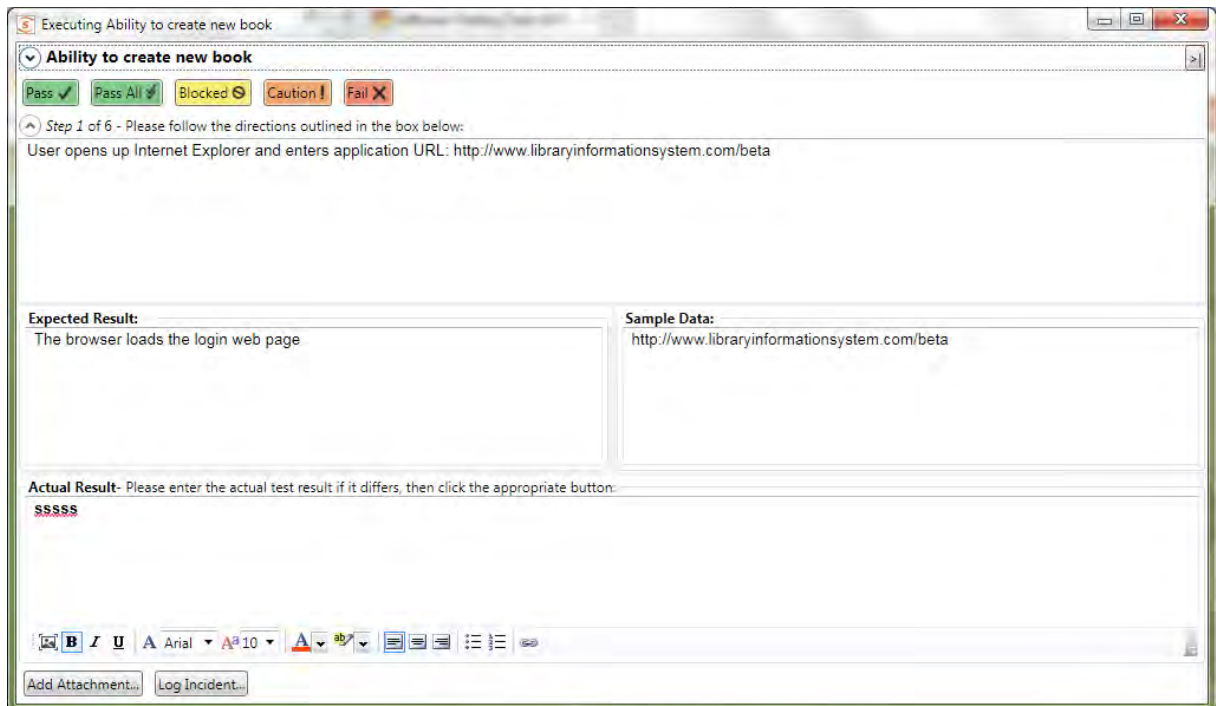 Executing Ability to create new book
Ability to create new book
Pass Pass All Blocked Caution ! Fail
Step 1 of 6 - Please follow the directions outlined in the box below:
User opens up Internet Explorer and enters application URL: http://www.libraryinformationsystem.com/beta
Expected Result: Sample Data:
The browser loads the login web page http://www.libraryinformationsystem.com/beta
Actual Result- Please enter the actual test result if it differs, then click the appropriate button:
sssss
B I U A Arial Aa 10 A ab
Add Attachment... Log Incident...